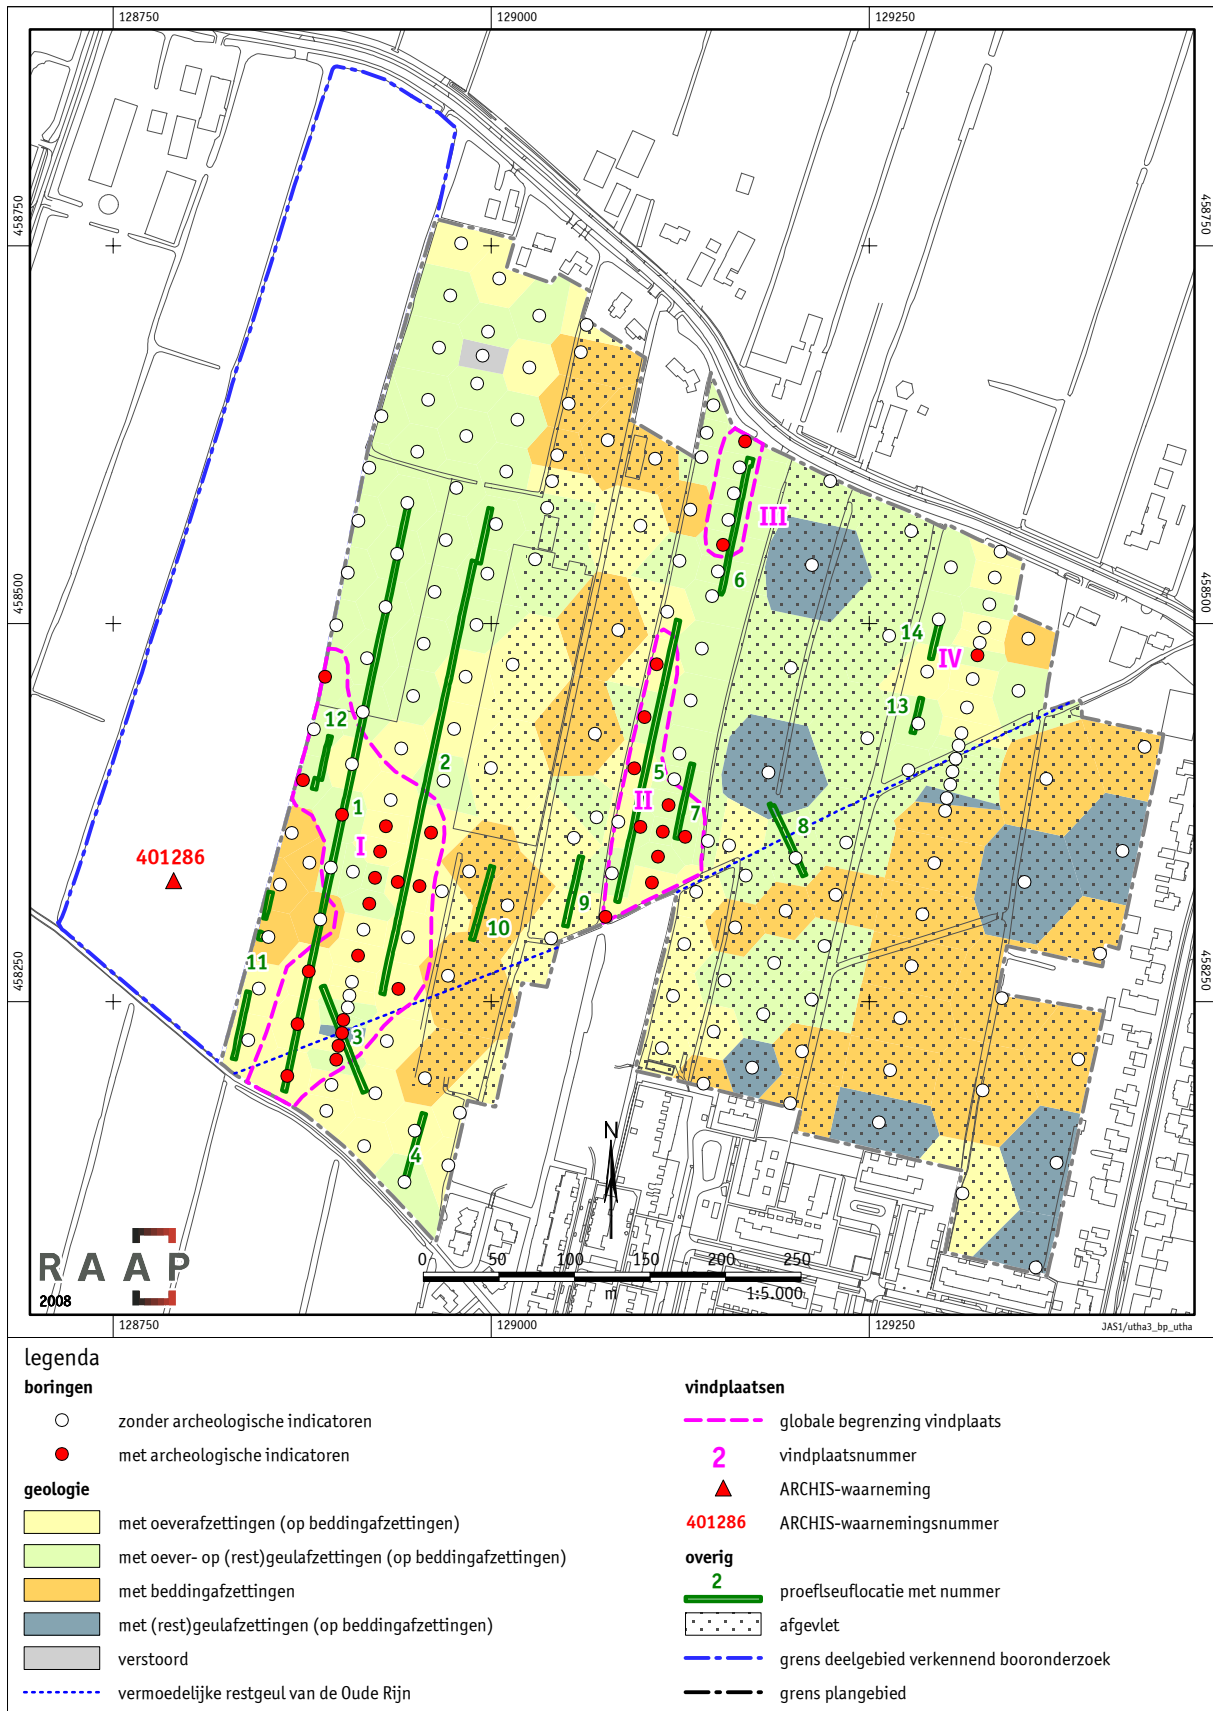 128750 129000 129250
458750 458750
III
6
458500 458500
14
IV
13
12
2
1
5
II
7
I
8
401286
9
10
11
458250 458250
3
4
N
0 50 100 150 200 250
m 1:5.000
RAAP
2008
JAS1/utha3_bp_utha
128750 129000 129250
legenda
boringen
zonder archeologische indicatoren
met archeologische indicatoren
geologie
met oeverafzettingen (op beddingafzettingen)
met oever- op (rest)geulafzettingen (op beddingafzettingen)
met beddingafzettingen
met (rest)geulafzettingen (op beddingafzettingen)
verstoord
vermoedelijke restgeul van de Oude Rijn
vindplaatsen
globale begrenzing vindplaats
2 vindplaatsnummer
ARCHIS-waarneming
401286 ARCHIS-waarnemingsnummer
overig
2
proeflseuflocatie met nummer
afgevlet
grens deelgebied verkennend booronderzoek
grens plangebied